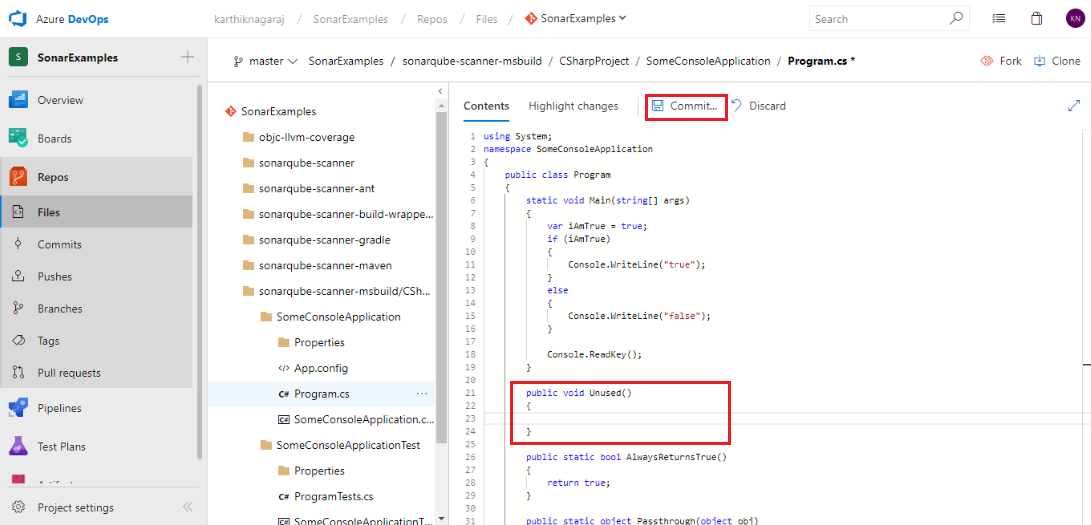 Azure DevOps
karthiknagaraj / SonarExamples / Repos / Files / SonarExamples
Search
KN
S SonarExamples
Overview
Boards
Repos
Files
Commits
Pushes
Branches
Tags
Pull requests
Pipelines
Test Plans
Project settings
master SonarExamples / sonarqube-scanner-msbuild / CSharpProject / SomeConsoleApplication / Program.cs *
Fork
Clone
SonarExamples
objc-llvm-coverage
sonarqube-scanner
sonarqube-scanner-ant
sonarqube-scanner-build-wrappe...
sonarqube-scanner-gradle
sonarqube-scanner-maven
sonarqube-scanner-msbuild/CSh...
SomeConsoleApplication
Properties
</> App.config
C# Program.cs ...
C# SomeConsoleApplication.c...
SomeConsoleApplicationTest
Properties
C# ProgramTests.cs
C# SomeConsoleApplicationT...
Contents
Highlight changes
Commit...
Discard
1 using System;
2 namespace SomeConsoleApplication
3 {
4 public class Program
5 {
6 static void Main(string[] args)
7 {
8 var iAmTrue = true;
9 if (iAmTrue)
10 {
11 Console.WriteLine("true");
12 }
13 else
14 {
15 Console.WriteLine("false");
16 }
17
18 Console.ReadKey();
19 }
20
21 public void Unused()
22 {
23
24 }
25
26 public static bool AlwaysReturnsTrue()
27 {
28 return true;
29 }
30
31 public static object Passthrough(object obj)